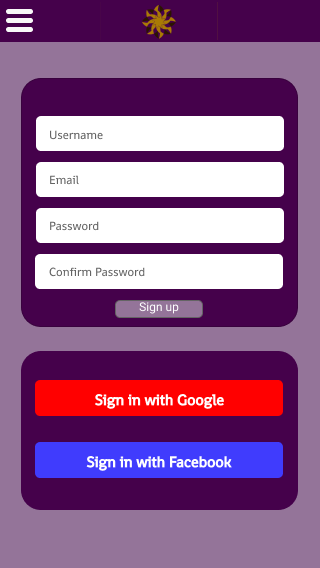 Username
Email
Password
Confirm Password
Sign up
Sign in with Google
Sign in with Facebook